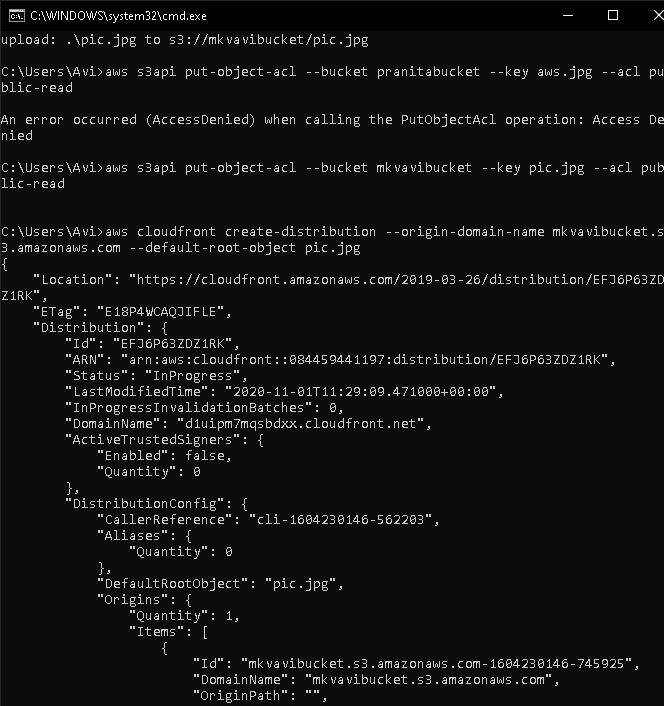 C:\WINDOWS\system32\cmd.exe
upload: .\pic.jpg to s3://mkvavibucket/pic.jpg
C:\Users\Avi>aws s3api put-object-acl --bucket pranitabucket --key aws.jpg --acl pu
blic-read
An error occurred (AccessDenied) when calling the PutObjectAcl operation: Access De
nied
C:\Users\Avi>aws s3api put-object-acl --bucket mkvavibucket --key pic.jpg --acl pub
lic-read
C:\Users\Avi>aws cloudfront create-distribution --origin-domain-name mkvavibucket.s
3.amazonaws.com --default-root-object pic.jpg
{
"Location": "https://cloudfront.amazonaws.com/2019-03-26/distribution/EFJ6P63ZD
Z1RK",
"ETag": "E18P4WCAQJIFLE",
"Distribution": {
"Id": "EFJ6P63ZDZ1RK",
"ARN": "arn:aws:cloudfront::084459441197:distribution/EFJ6P63ZDZ1RK",
"Status": "InProgress",
"LastModifiedTime": "2020-11-01T11:29:09.471000+00:00",
"InProgressInvalidationBatches": 0,
"DomainName": "d1uipm7mqsbdxx.cloudfront.net",
"ActiveTrustedSigners": {
"Enabled": false,
"Quantity": 0
},
"DistributionConfig": {
"CallerReference": "cli-1604230146-562203",
"Aliases": {
"Quantity": 0
},
"DefaultRootObject": "pic.jpg",
"Origins": {
"Quantity": 1,
"Items": [
{
"Id": "mkvavibucket.s3.amazonaws.com-1604230146-745925",
"DomainName": "mkvavibucket.s3.amazonaws.com",
"OriginPath": "",